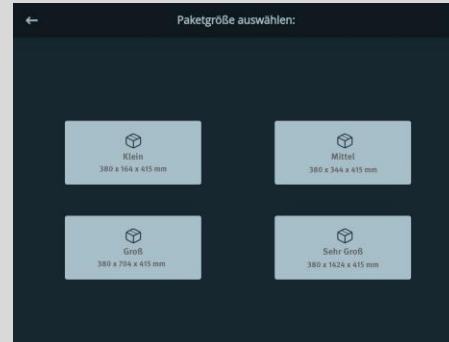 Paketgröße auswählen:
Klein
380 x 164 x 415 mm
Mittel
380 x 344 x 415 mm
Groß
380 x 704 x 415 mm
Sehr Groß
380 x 1424 x 415 mm